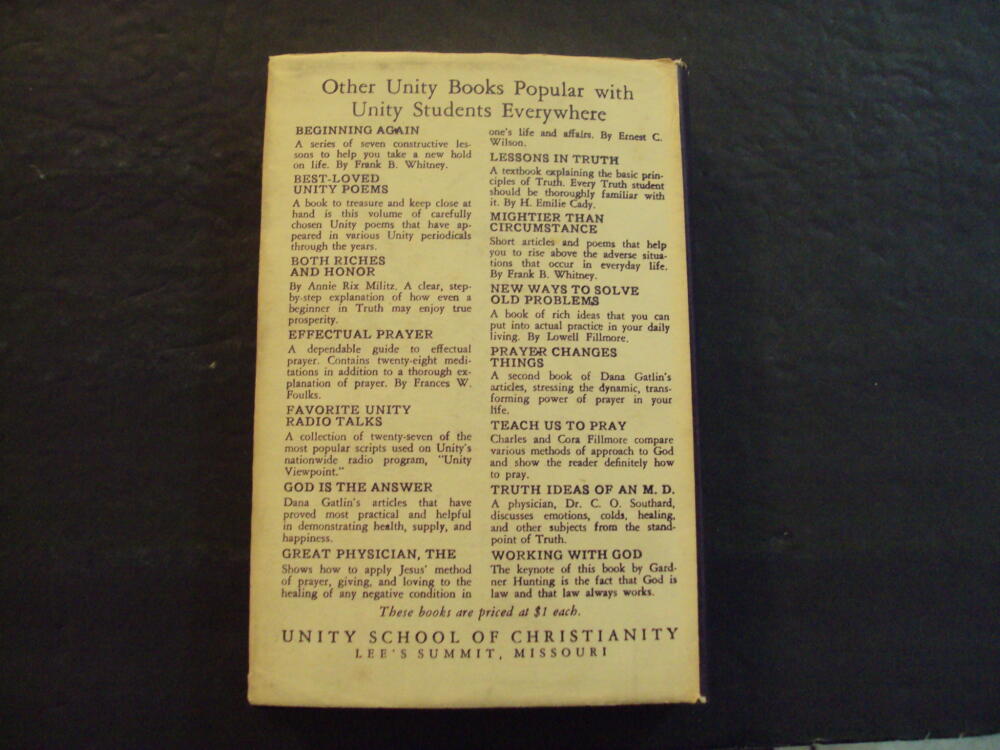 Other Unity Books Popular with
Unity Students Everywhere
BEGINNING AGAIN
A series of seven constructive les-
sons to help you take a new hold
on life. By Frank B. Whitney.
BEST-LOVED
UNITY POEMS
A book to treasure and keep close at
hand is this volume of carefully
chosen Unity poems that have ap-
peared in various Unity periodicals
through the years.
BOTH RICHES
AND HONOR
By Annie Rix Militz. A clear, step-
by-step explanation of how even a
beginner in Truth may enjoy true
prosperity.
EFFECTUAL PRAYER
A dependable guide to effectual
prayer. Contains twenty-eight medi-
tations in addition to a thorough ex-
planation of prayer. By Frances W.
Foulks.
FAVORITE UNITY
RADIO TALKS
A collection of twenty-seven of the
most popular scripts used on Unity's
nationwide radio program, "Unity
Viewpoint."
GOD IS THE ANSWER
Dana Gatlin's articles that have
proved most practical and helpful
in demonstrating health, supply, and
happiness.
GREAT PHYSICIAN, THE
Shows how to apply Jesus' method
of prayer, giving, and loving to the
healing of any negative condition in
one's life and affairs. By Ernest C.
Wilson.
LESSONS IN TRUTH
A textbook explaining the basic prin-
ciples of Truth. Every Truth student
should be thoroughly familiar with
it. By H. Emilie Cady.
MIGHTIER THAN
CIRCUMSTANCE
Short articles and poems that help
you to rise above the adverse situa-
tions that occur in everyday life.
By Frank B. Whitney.
NEW WAYS TO SOLVE
OLD PROBLEMS
A book of rich ideas that you can
put into actual practice in your daily
living. By Lowell Fillmore.
PRAYER CHANGES
THINGS
A second book of Dana Gatlin's
articles, stressing the dynamic, trans-
forming power of prayer in your
life.
TEACH US TO PRAY
Charles and Cora Fillmore compare
various methods of approach to God
and show the reader definitely how
to pray.
TRUTH IDEAS OF AN M. D.
A physician, Dr. C. O. Southard,
discusses emotions, colds, healing,
and other subjects from the stand-
point of Truth.
WORKING WITH GOD
The keynote of this book by Gard-
ner Hunting is the fact that God is
law and that law always works.
These books are priced at $1 each.
UNITY SCHOOL OF CHRISTIANITY
LEE'S SUMMIT, MISSOURI